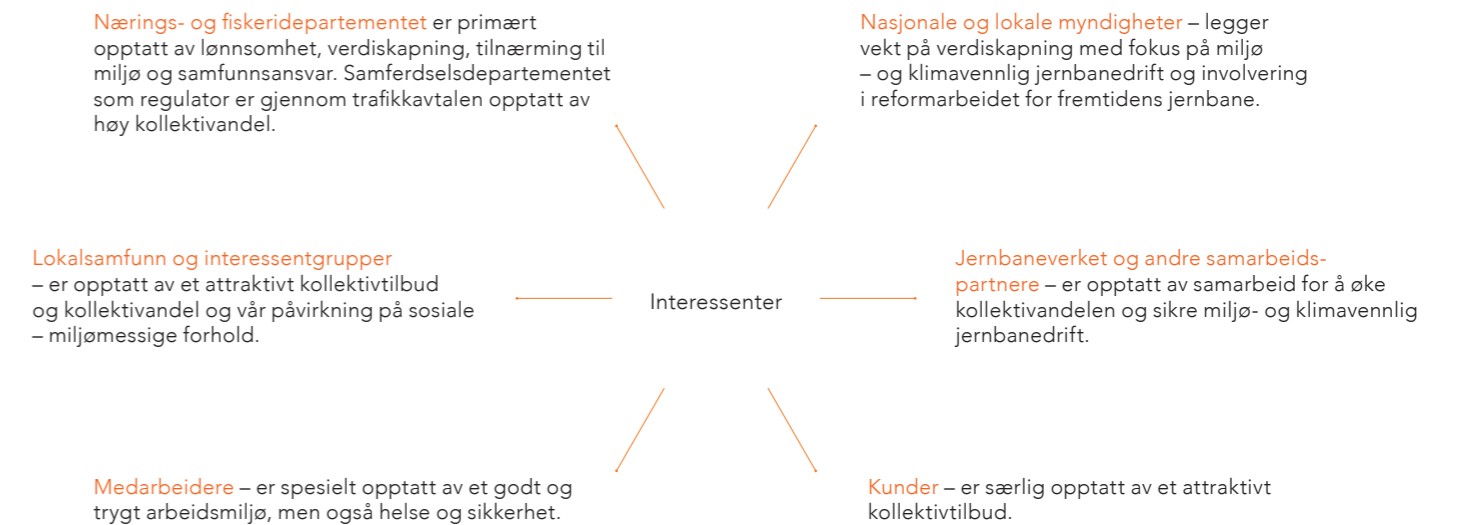 Nærings- og fiskeridepartementet er primært
opptatt av lønnsomhet, verdiskapning, tilnærming til
miljø og samfunnsansvar. Samferdselsdepartementet
som regulator er gjennom trafikkavtalen opptatt av
høy kollektivandel.
Nasjonale og lokale myndigheter – legger
vekt på verdiskapning med fokus på miljø
– og klimavennlig jernbanedrift og involvering
i reformarbeidet for fremtidens jernbane.
Lokalsamfunn og interessentgrupper
– er opptatt av et attraktivt kollektivtilbud
og kollektivandel og vår påvirkning på sosiale
– miljømessige forhold.
Interessenter
Jernbaneverket og andre samarbeids-
partnere – er opptatt av samarbeid for å øke
kollektivandelen og sikre miljø- og klimavennlig
jernbanedrift.
Medarbeidere – er spesielt opptatt av et godt og
trygt arbeidsmiljø, men også helse og sikkerhet.
Kunder – er særlig opptatt av et attraktivt
kollektivtilbud.